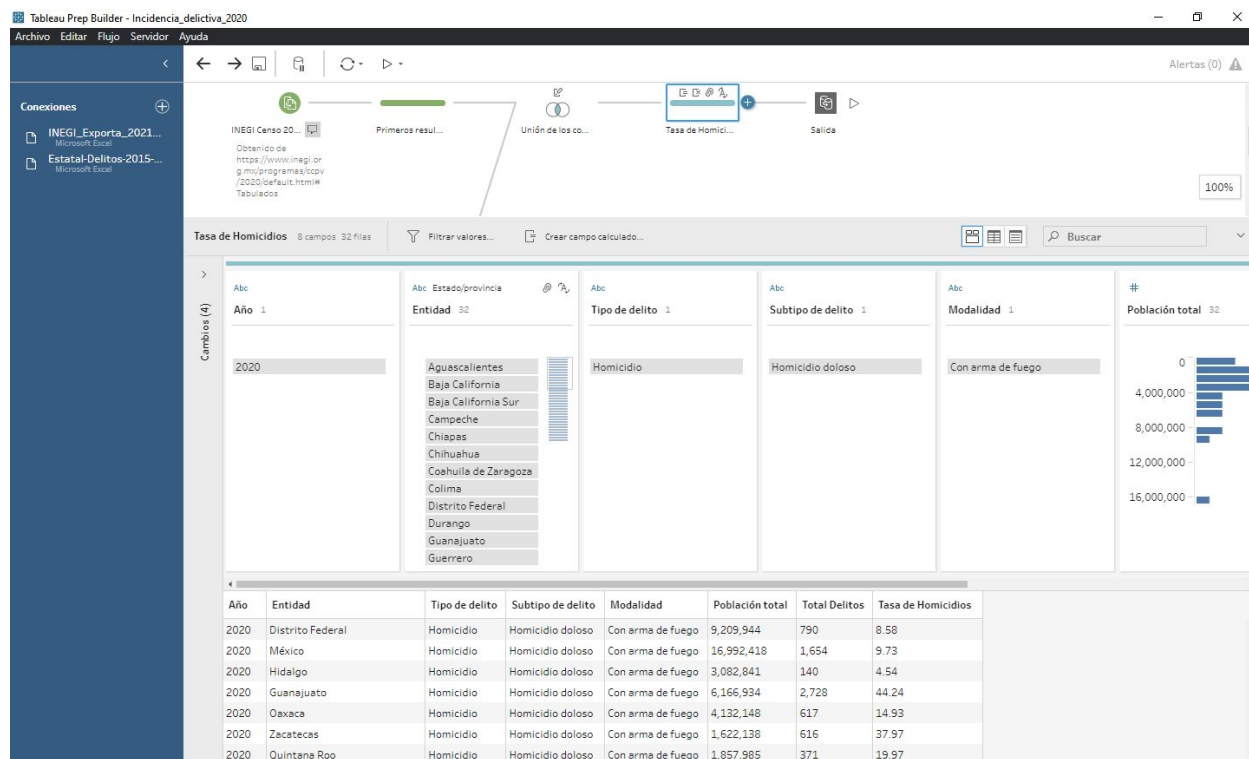 Tableau Prep Builder - Incidencia_delictiva_2020
Archivo Editar Flujo Servidor Ayuda
Alertas (0)
Conexiones
INEGI_Exporta_2021...
Microsoft Excel
Estatal-Delitos-2015-...
Microsoft Excel
INEGI Censo 20...
Primeros resul...
Unión de los co...
Tasa de Homici...
Salida
Obtenido de
https://www.inegi.or
g.mx/programas/ccpv
/2020/default.html#
Tabulados
100%
Tasa de Homicidios 8 campos 32 filas
Filtrar valores...
Crear campo calculado...
Buscar
Cambios (4)
Abc
Año 1
2020
Abc Estado/provincia
Entidad 32
Aguascalientes
Baja California
Baja California Sur
Campeche
Chiapas
Chihuahua
Coahuila de Zaragoza
Colima
Distrito Federal
Durango
Guanajuato
Guerrero
Abc
Tipo de delito 1
Homicidio
Abc
Subtipo de delito 1
Homicidio doloso
Abc
Modalidad 1
Con arma de fuego
#
Población total 32
0
4,000,000
8,000,000
12,000,000
16,000,000
Año Entidad Tipo de delito Subtipo de delito Modalidad Población total Total Delitos Tasa de Homicidios
2020 Distrito Federal Homicidio Homicidio doloso Con arma de fuego 9,209,944 790 8.58
2020 México Homicidio Homicidio doloso Con arma de fuego 16,992,418 1,654 9.73
2020 Hidalgo Homicidio Homicidio doloso Con arma de fuego 3,082,841 140 4.54
2020 Guanajuato Homicidio Homicidio doloso Con arma de fuego 6,166,934 2,728 44.24
2020 Oaxaca Homicidio Homicidio doloso Con arma de fuego 4,132,148 617 14.93
2020 Zacatecas Homicidio Homicidio doloso Con arma de fuego 1,622,138 616 37.97
2020 Quintana Roo Homicidio Homicidio doloso Con arma de fuego 1,857,985 371 19.97